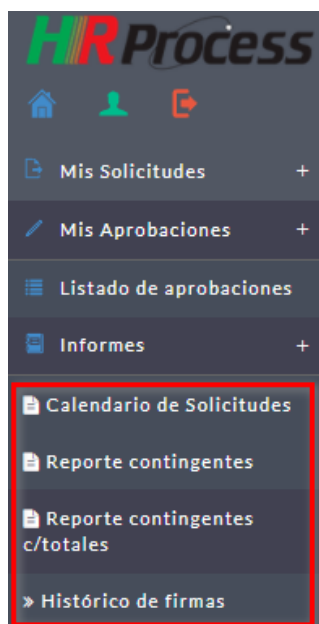 HRProcess
Mis Solicitudes +
Mis Aprobaciones +
Listado de aprobaciones
Informes +
Calendario de Solicitudes
Reporte contingentes
Reporte contingentes
c/totales
» Histórico de firmas